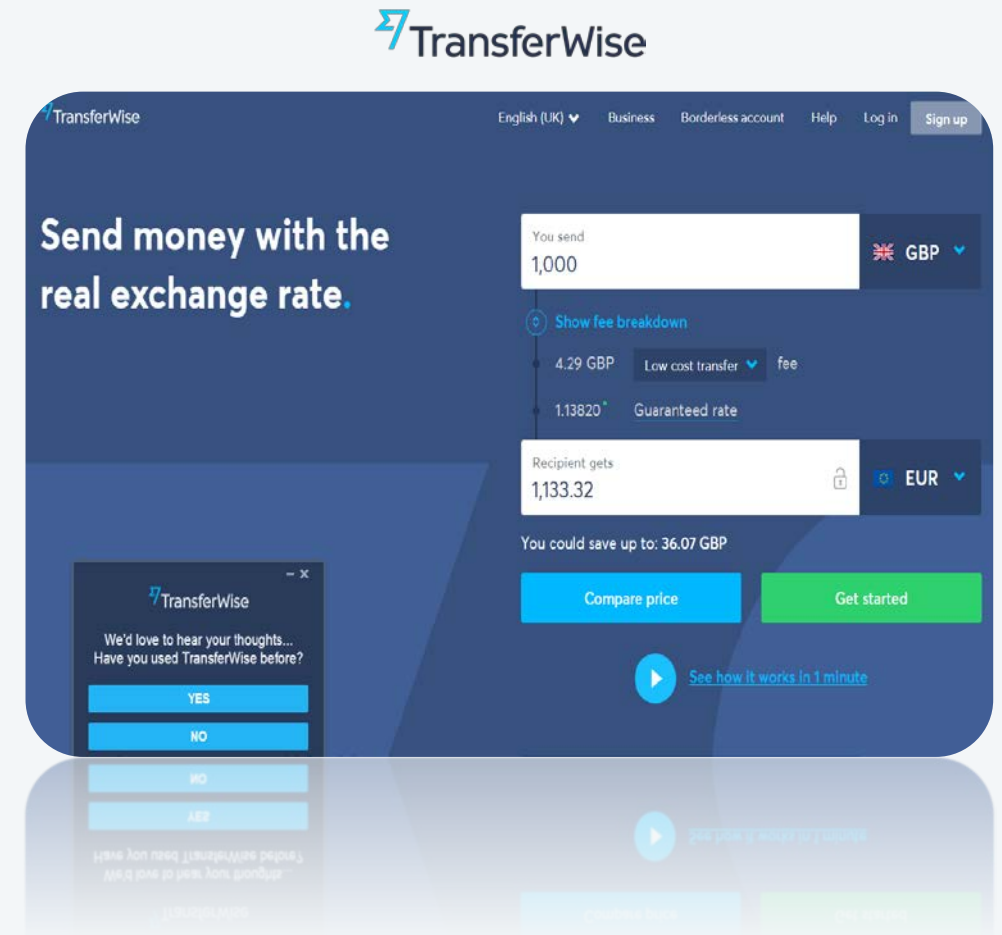 TransferWise
TransferWise
English (UK) Business Borderless account Help Log in Sign up
Send money with the
real exchange rate.
You send
1,000
GBP
Show fee breakdown
4.29 GBP Low cost transfer fee
1.13820* Guaranteed rate
Recipient gets
1,133.32
EUR
You could save up to: 36.07 GBP
Compare price
Get started
See how it works in 1 minute
TransferWise
We'd love to hear your thoughts...
Have you used TransferWise before?
YES
NO